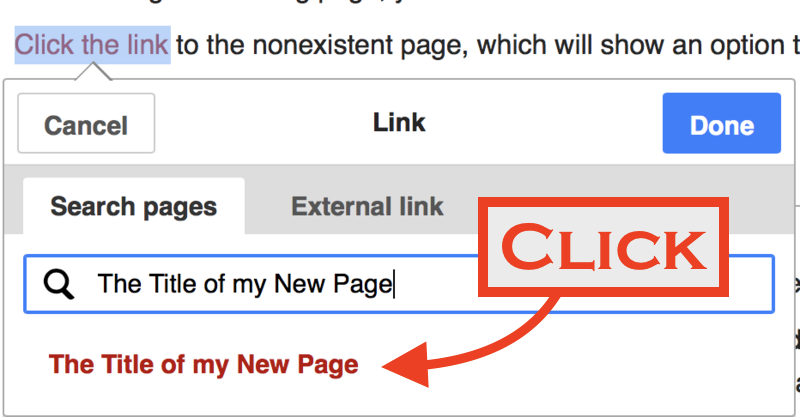 Click the link to the nonexistent page, which will show an option t
Cancel
Link
Done
Search pages
External link
CLICK
The Title of my New Page
The Title of my New Page